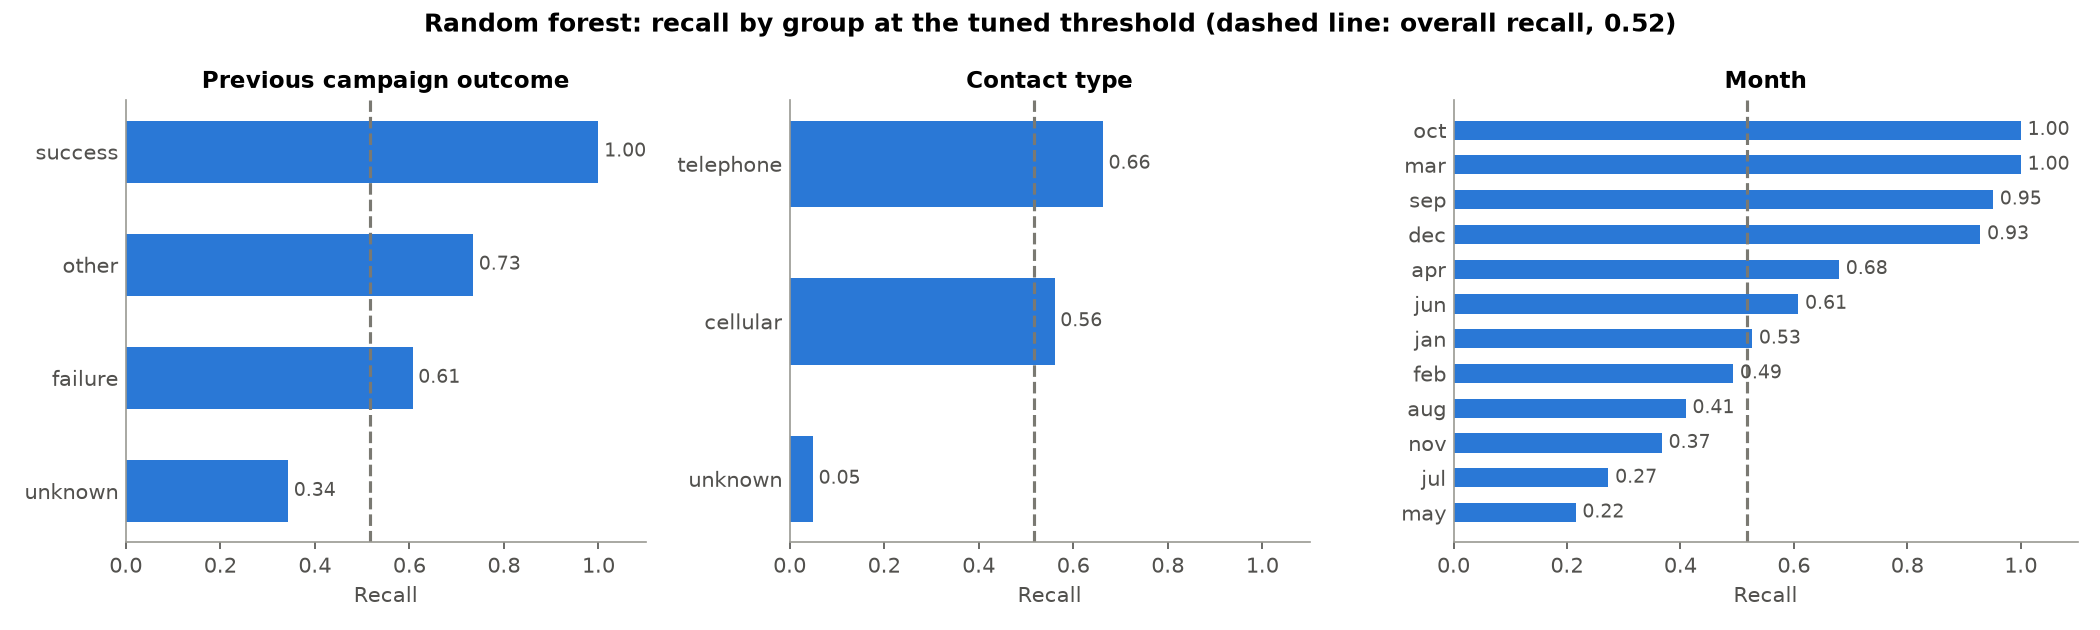 Random forest: recall by group at the tuned threshold (dashed line: overall recall, 0.52)
Previous campaign outcome
success 1.00
other 0.73
failure 0.61
unknown 0.34
0.0 0.2 0.4 0.6 0.8 1.0
Recall
Contact type
telephone 0.66
cellular 0.56
unknown 0.05
0.0 0.2 0.4 0.6 0.8 1.0
Recall
Month
oct 1.00
mar 1.00
sep 0.95
dec 0.93
apr 0.68
jun 0.61
jan 0.53
feb 0.49
aug 0.41
nov 0.37
jul 0.27
may 0.22
0.0 0.2 0.4 0.6 0.8 1.0
Recall